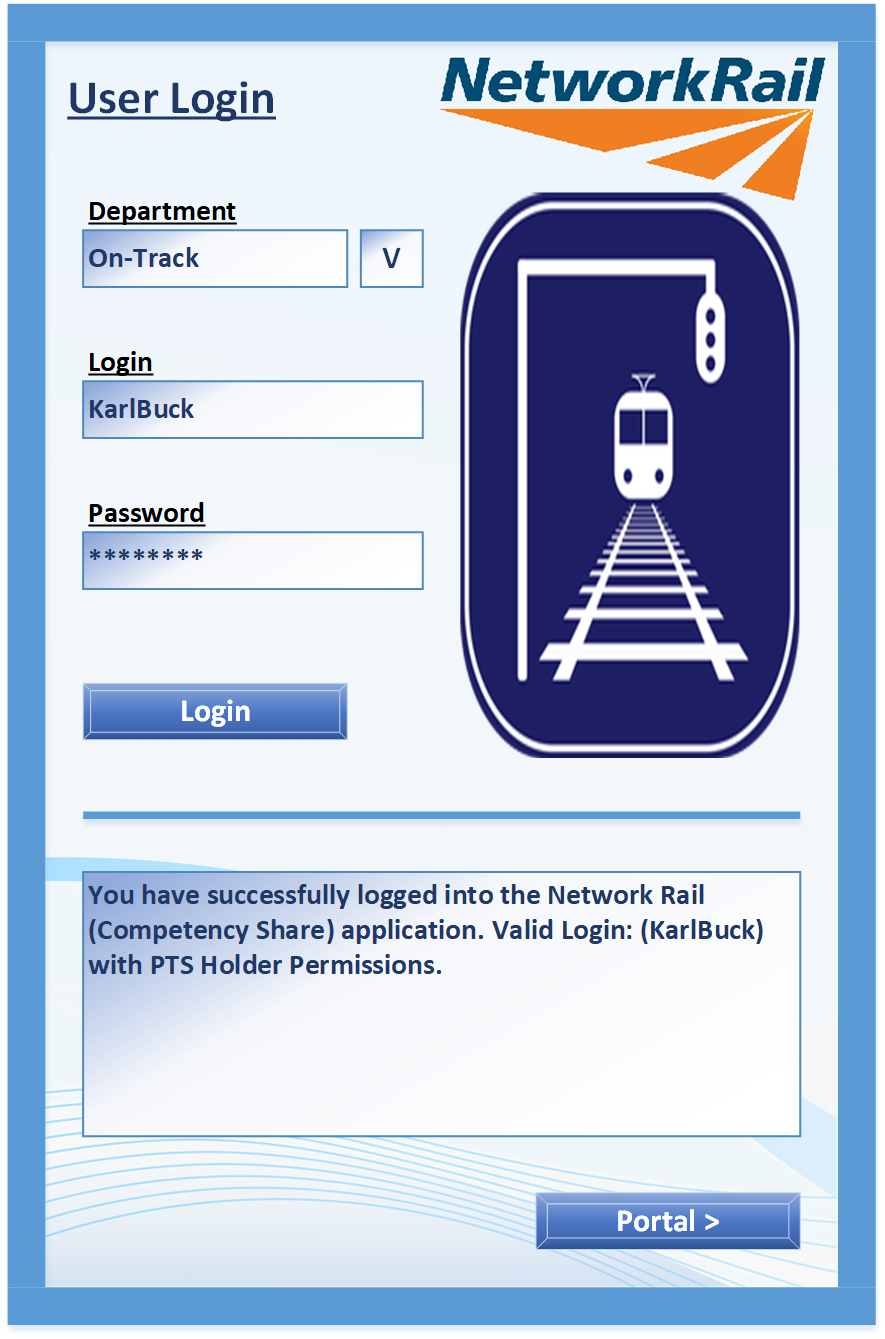 User Login
NetworkRail
Department
On-Track
V
Login
KarlBuck
Password
********
Login
You have successfully logged into the Network Rail
(Competency Share) application. Valid Login: (KarlBuck)
with PTS Holder Permissions.
Portal >